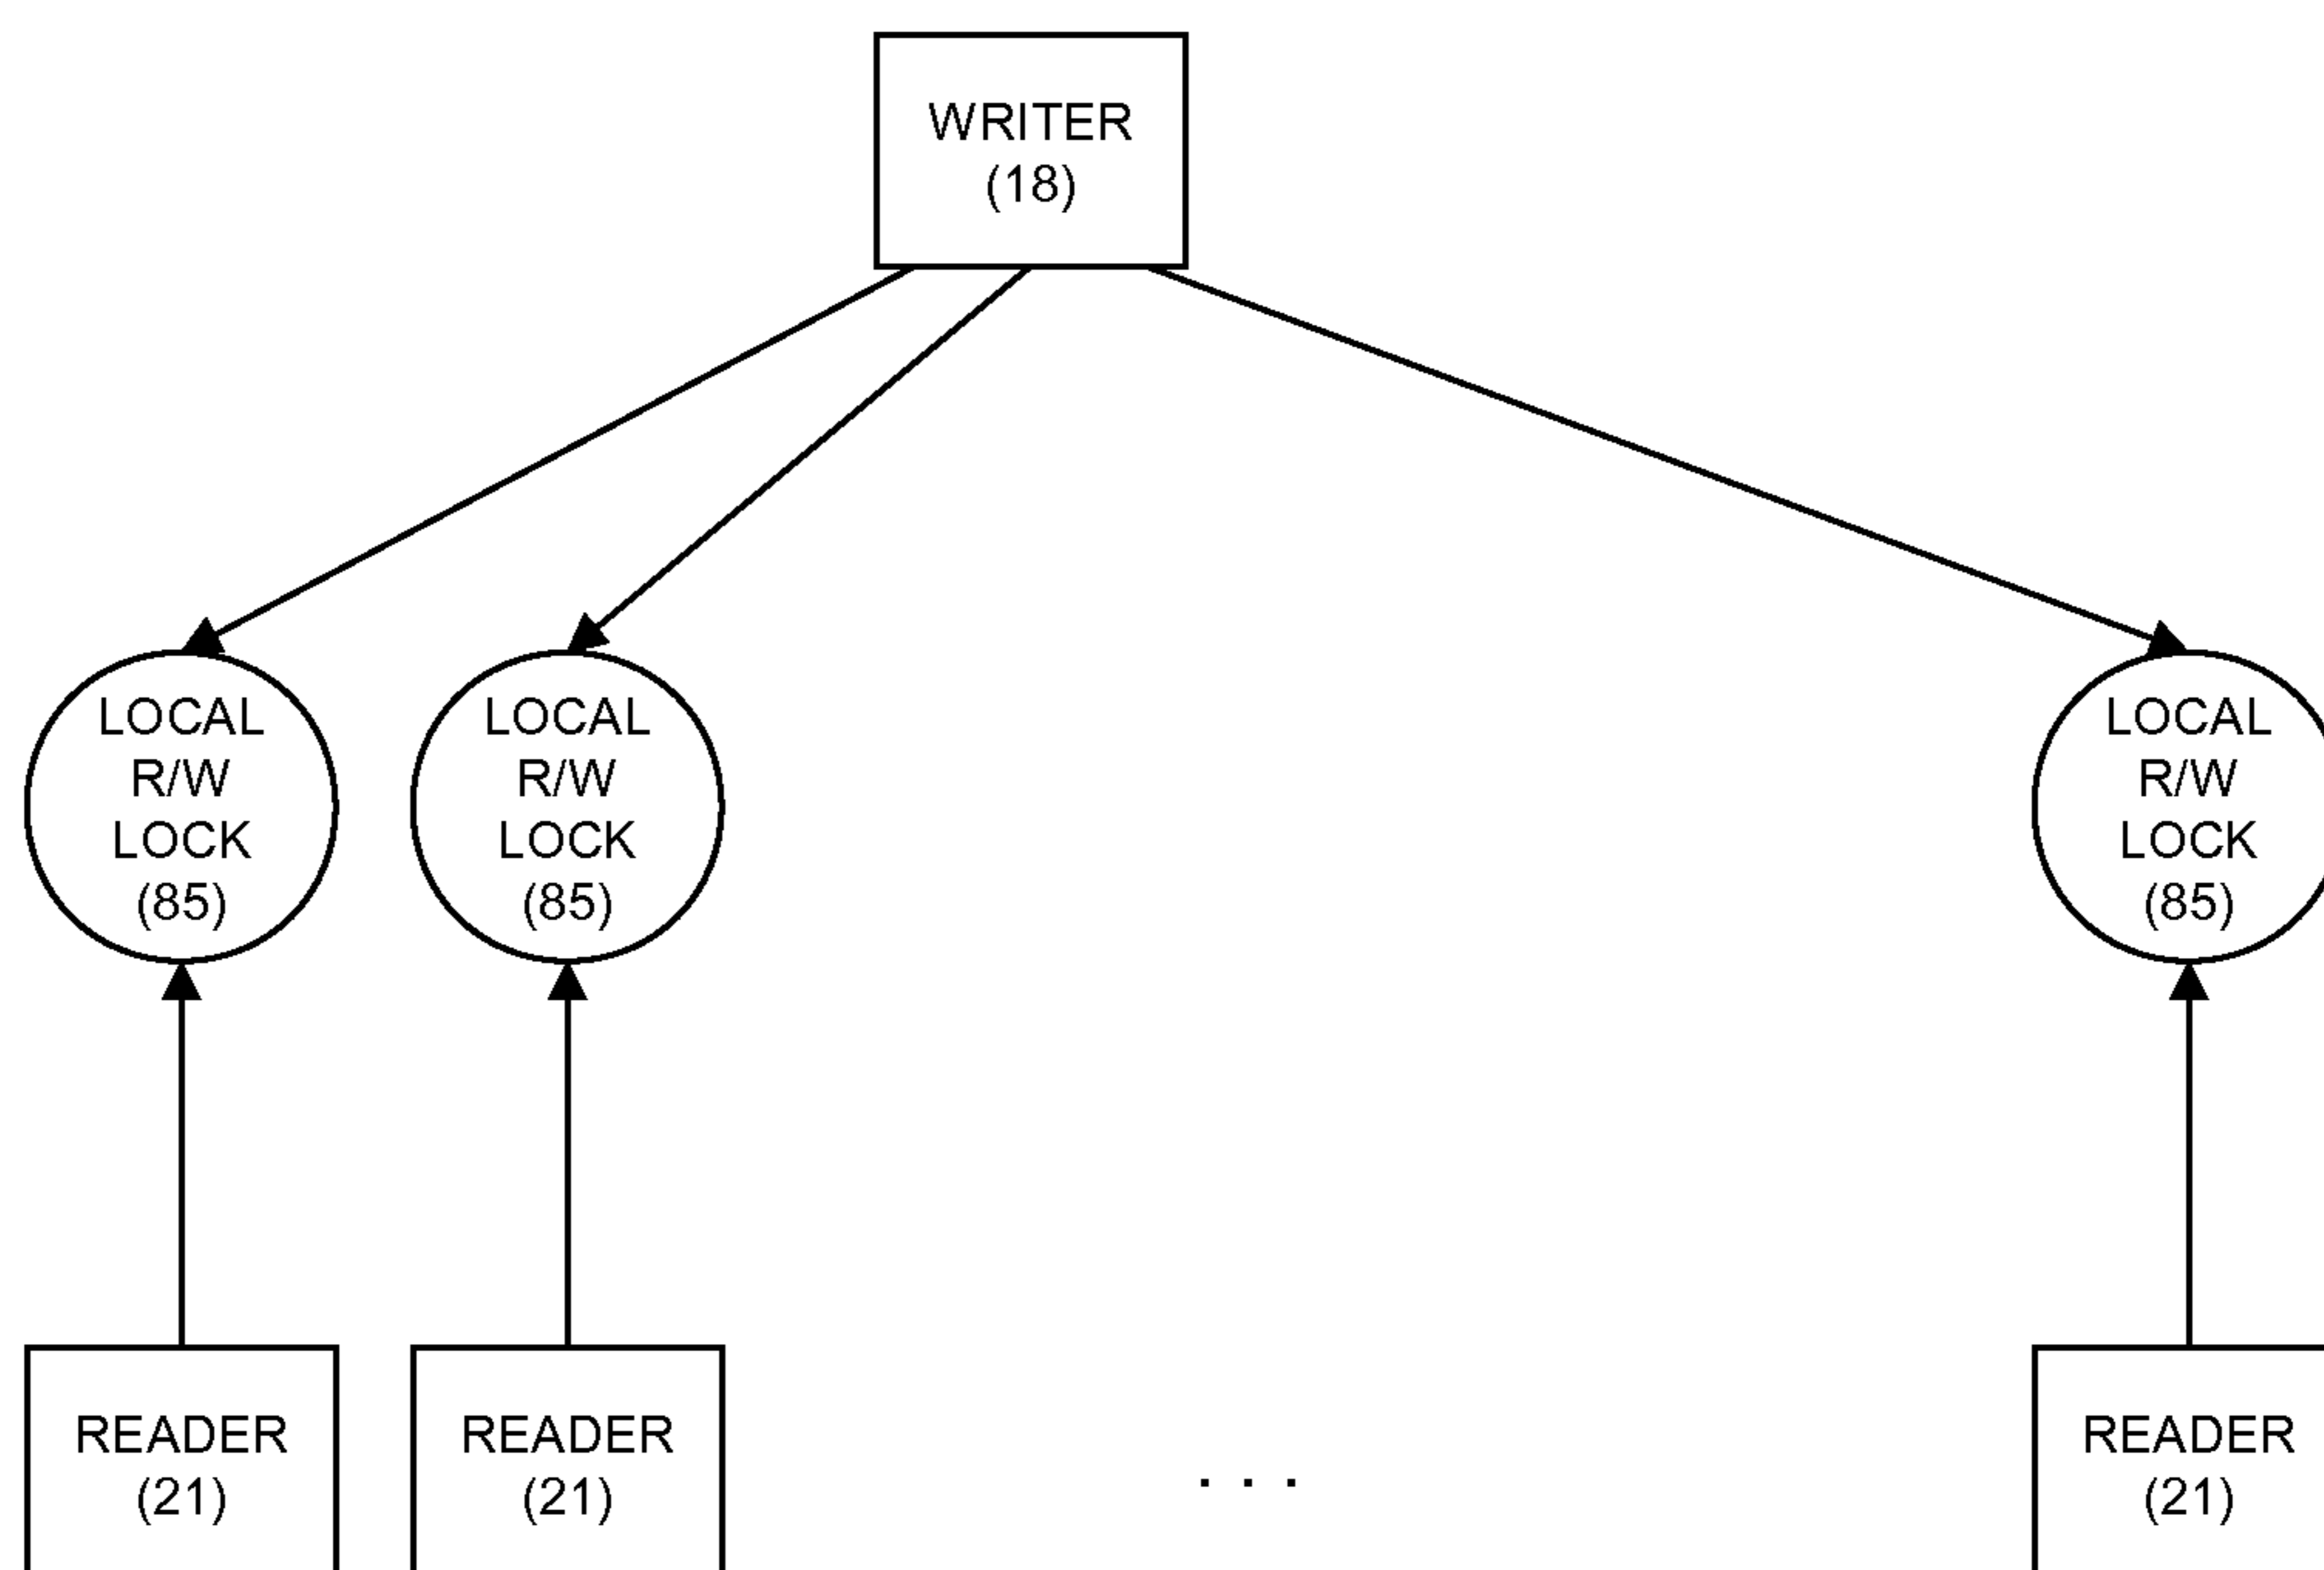 WRITER
(18)
LOCAL
R/W
LOCK
(85)
LOCAL
R/W
LOCK
(85)
LOCAL
R/W
LOCK
(85)
READER
(21)
READER
(21)
. . .
READER
(21)